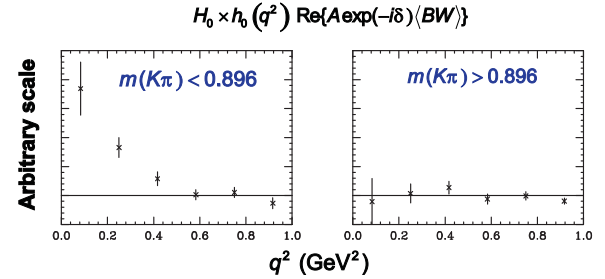 H₀ × h₀(q²) Re{A exp(−iδ)⟨BW⟩}
m(Kπ) < 0.896
m(Kπ) > 0.896
Arbitrary scale
0.0 0.2 0.4 0.6 0.8 1.0
0.0 0.2 0.4 0.6 0.8 1.0
q² (GeV²)